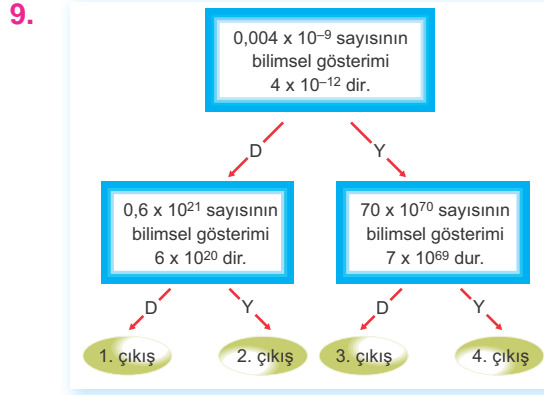 9.
0,004 x 10⁻⁹ sayısının
bilimsel gösterimi
4 x 10⁻¹² dir.
D
Y
0,6 x 10²¹ sayısının
bilimsel gösterimi
6 x 10²⁰ dir.
70 x 10⁷⁰ sayısının
bilimsel gösterimi
7 x 10⁶⁹ dur.
D
Y
D
Y
1. çıkış
2. çıkış
3. çıkış
4. çıkış